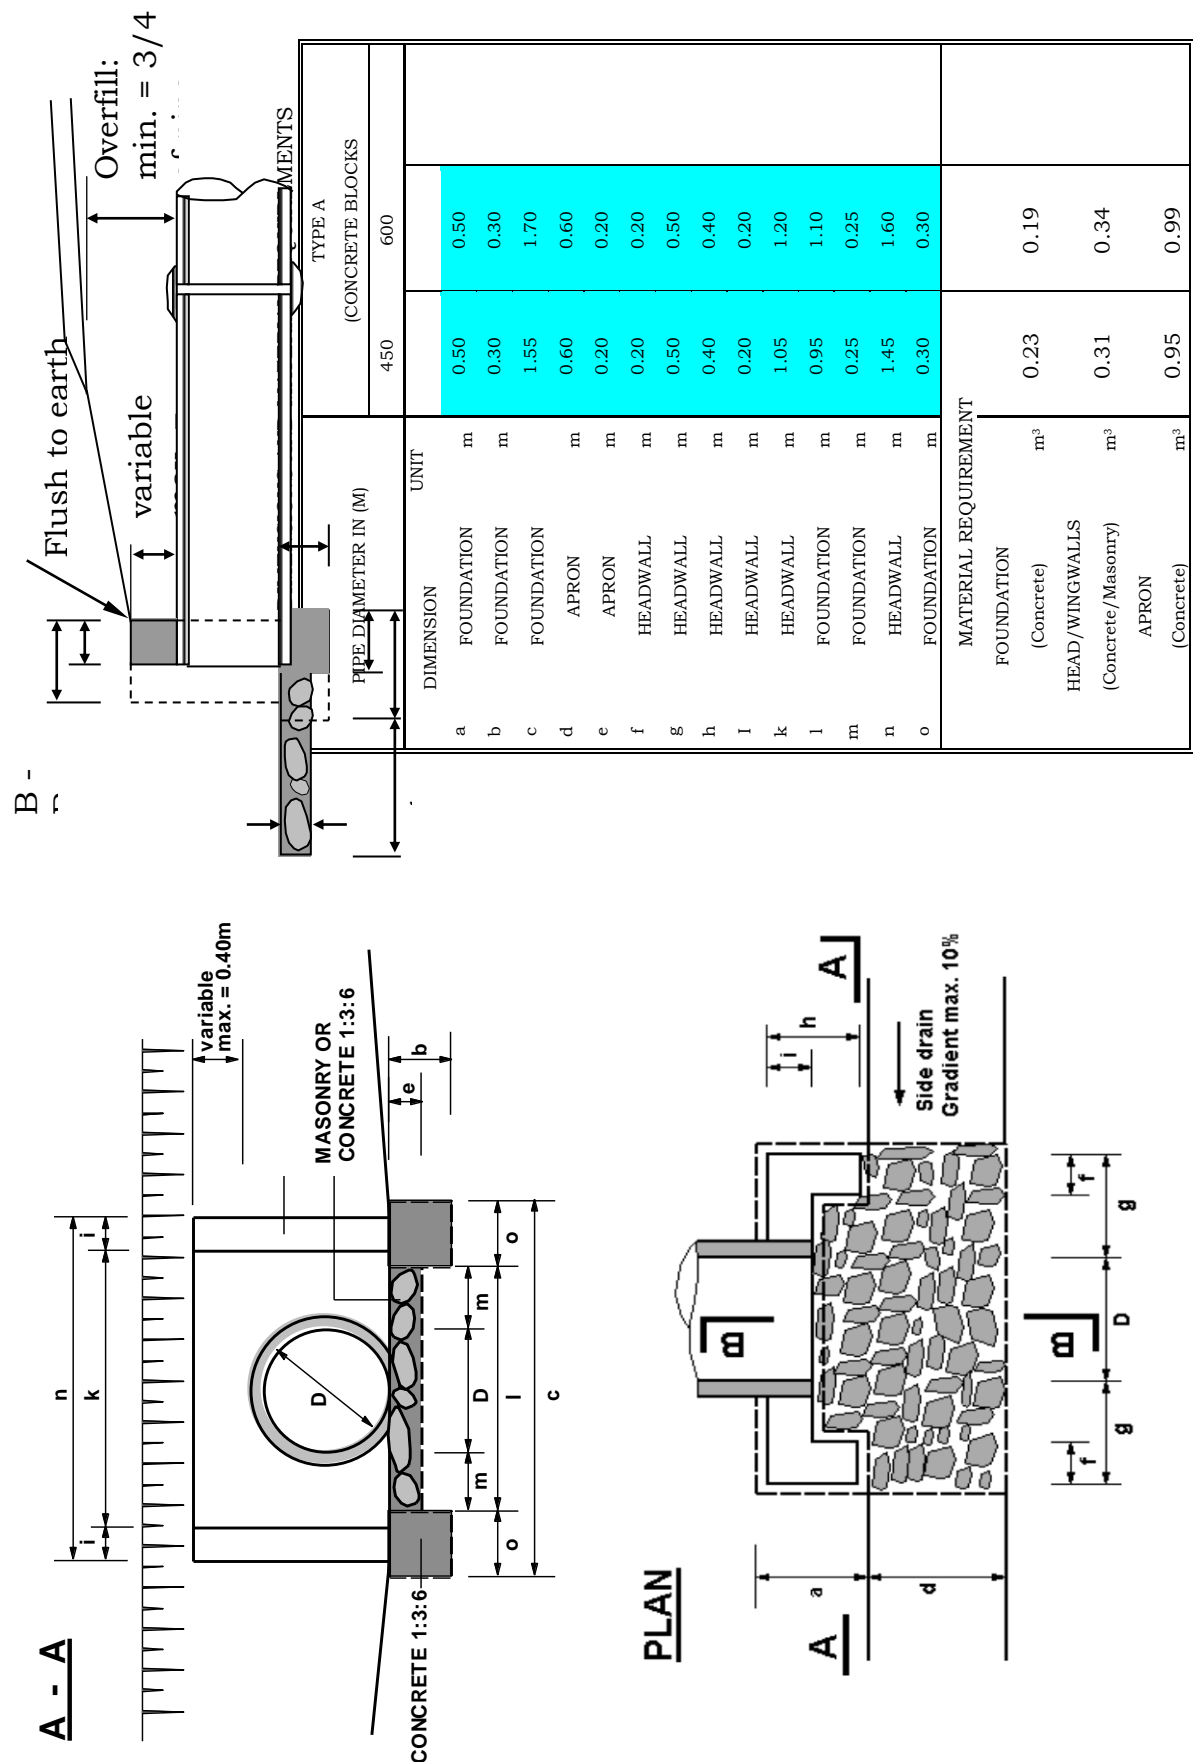 A - A
n
i
k
i
variable
max. = 0.40m
D
MASONRY OR
CONCRETE 1:3:6
b
e
o
m
D
m
o
l
c
CONCRETE 1:3:6
B -
Flush to earth
variable
Overfill:
min. = 3/4
MENTS
PIPE DIAMETER IN (M)
TYPE A
(CONCRETE BLOCKS
450 600
DIMENSION UNIT
a FOUNDATION m 0.50 0.50
b FOUNDATION m 0.30 0.30
c FOUNDATION 1.55 1.70
d APRON m 0.60 0.60
e APRON m 0.20 0.20
f HEADWALL m 0.20 0.20
g HEADWALL m 0.50 0.50
h HEADWALL m 0.40 0.40
I HEADWALL m 0.20 0.20
k HEADWALL m 1.05 1.20
l FOUNDATION m 0.95 1.10
m FOUNDATION m 0.25 0.25
n HEADWALL m 1.45 1.60
o FOUNDATION m 0.30 0.30
MATERIAL REQUIREMENT
FOUNDATION
(Concrete) m³ 0.23 0.19
HEAD/WINGWALLS
(Concrete/Masonry) m³ 0.31 0.34
APRON
(Concrete) m³ 0.95 0.99
PLAN
A
A
B
B
a
d
h
i
Side drain
Gradient max. 10%
f
g
D
f
g